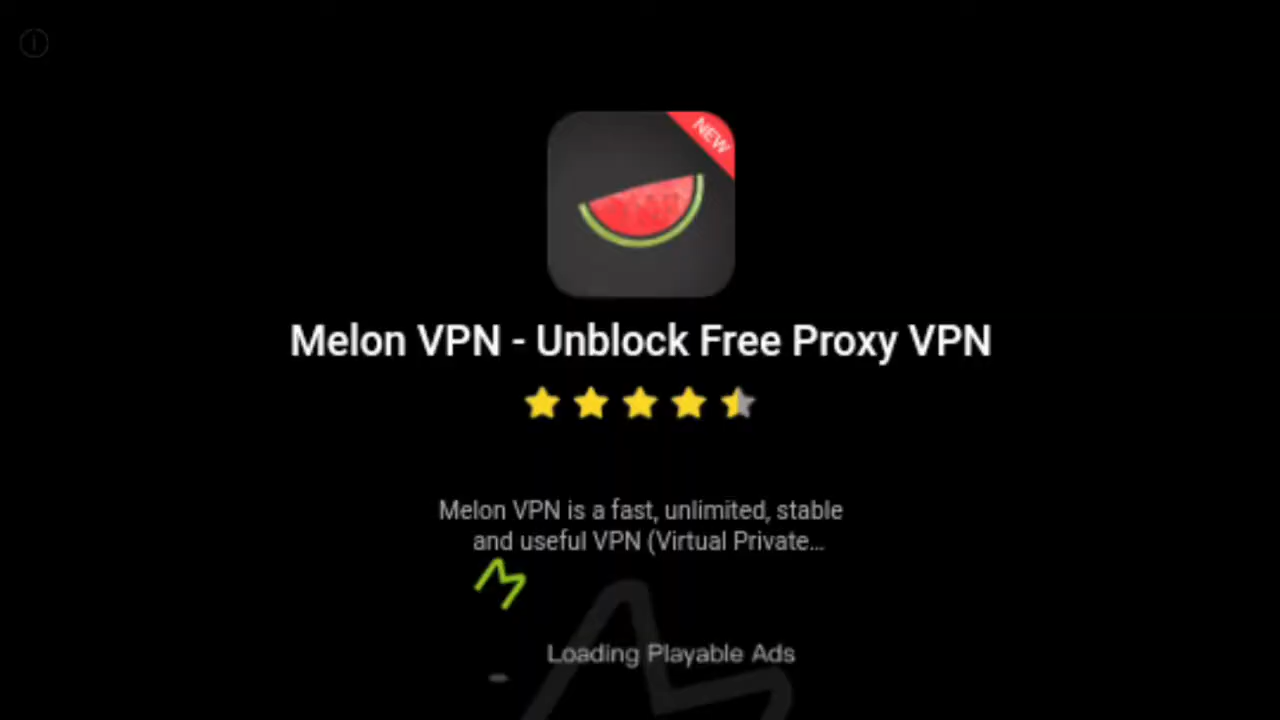 NEW
Melon VPN - Unblock Free Proxy VPN
Melon VPN is a fast, unlimited, stable
and useful VPN (Virtual Private...
Loading Playable Ads